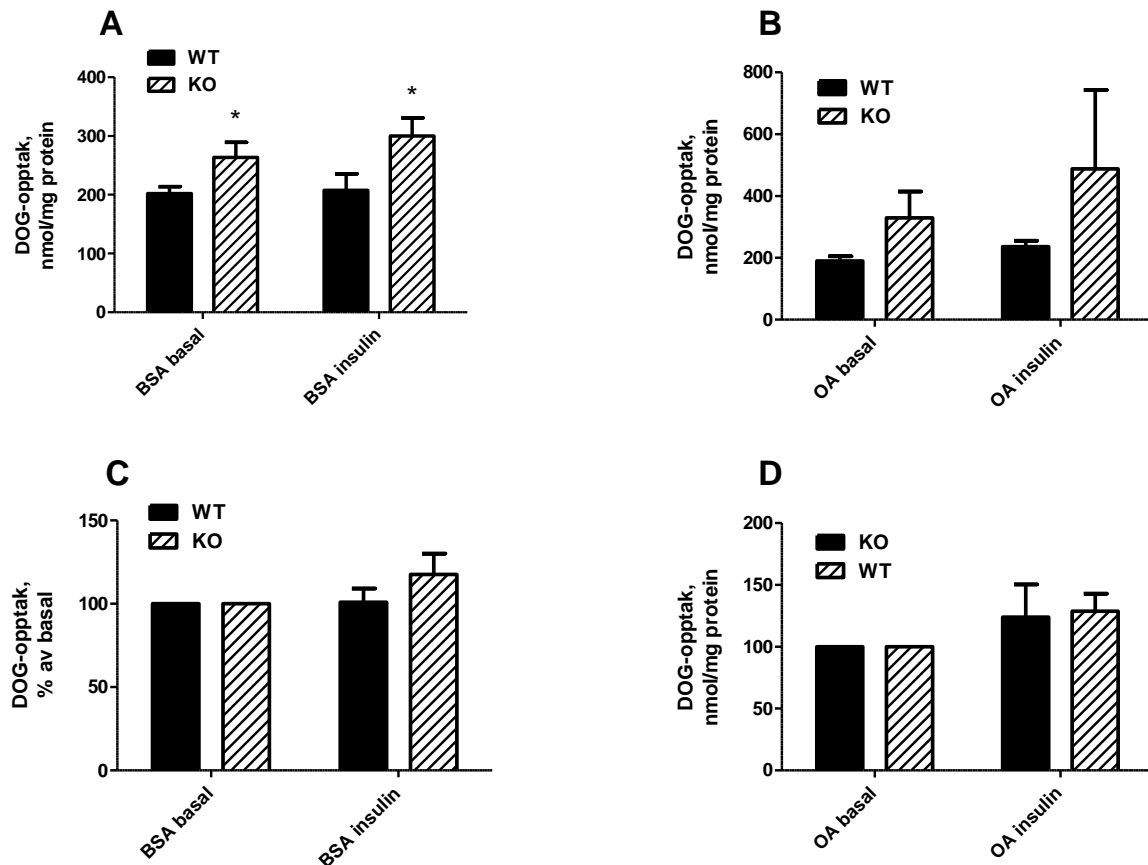 A
WT
KO
DOG-opptak,
nmol/mg protein
400
300
200
100
0
*
*
BSA basal
BSA insulin
B
WT
KO
DOG-opptak,
nmol/mg protein
800
600
400
200
0
OA basal
OA insulin
C
WT
KO
DOG-opptak,
% av basal
150
100
50
0
BSA basal
BSA insulin
D
KO
WT
DOG-opptak,
nmol/mg protein
200
150
100
50
0
OA basal
OA insulin